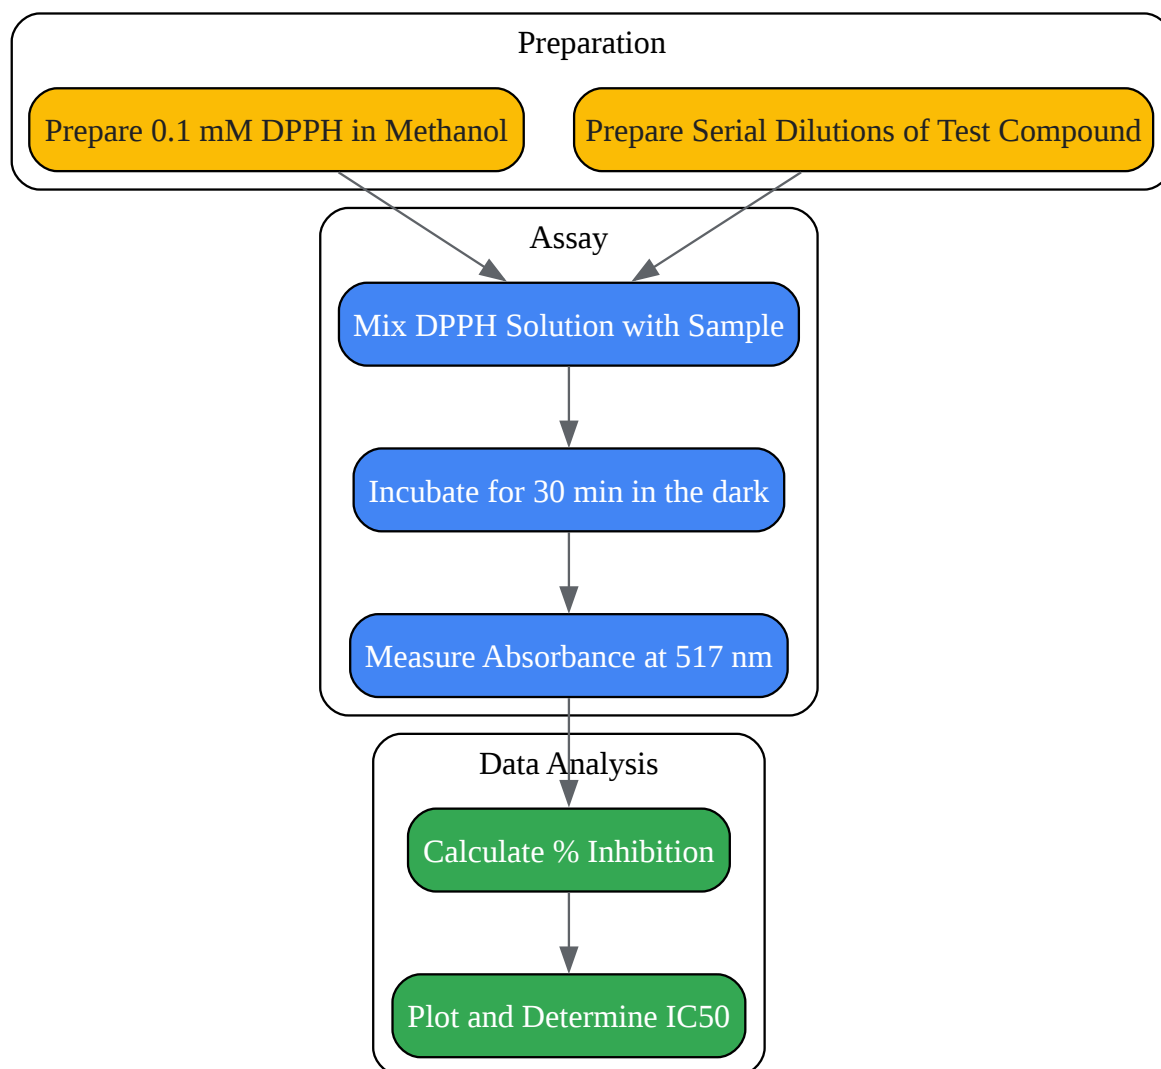 Preparation
Prepare 0.1 mM DPPH in Methanol
Prepare Serial Dilutions of Test Compound
Assay
Mix DPPH Solution with Sample
Incubate for 30 min in the dark
Measure Absorbance at 517 nm
Data Analysis
Calculate % Inhibition
Plot and Determine IC50